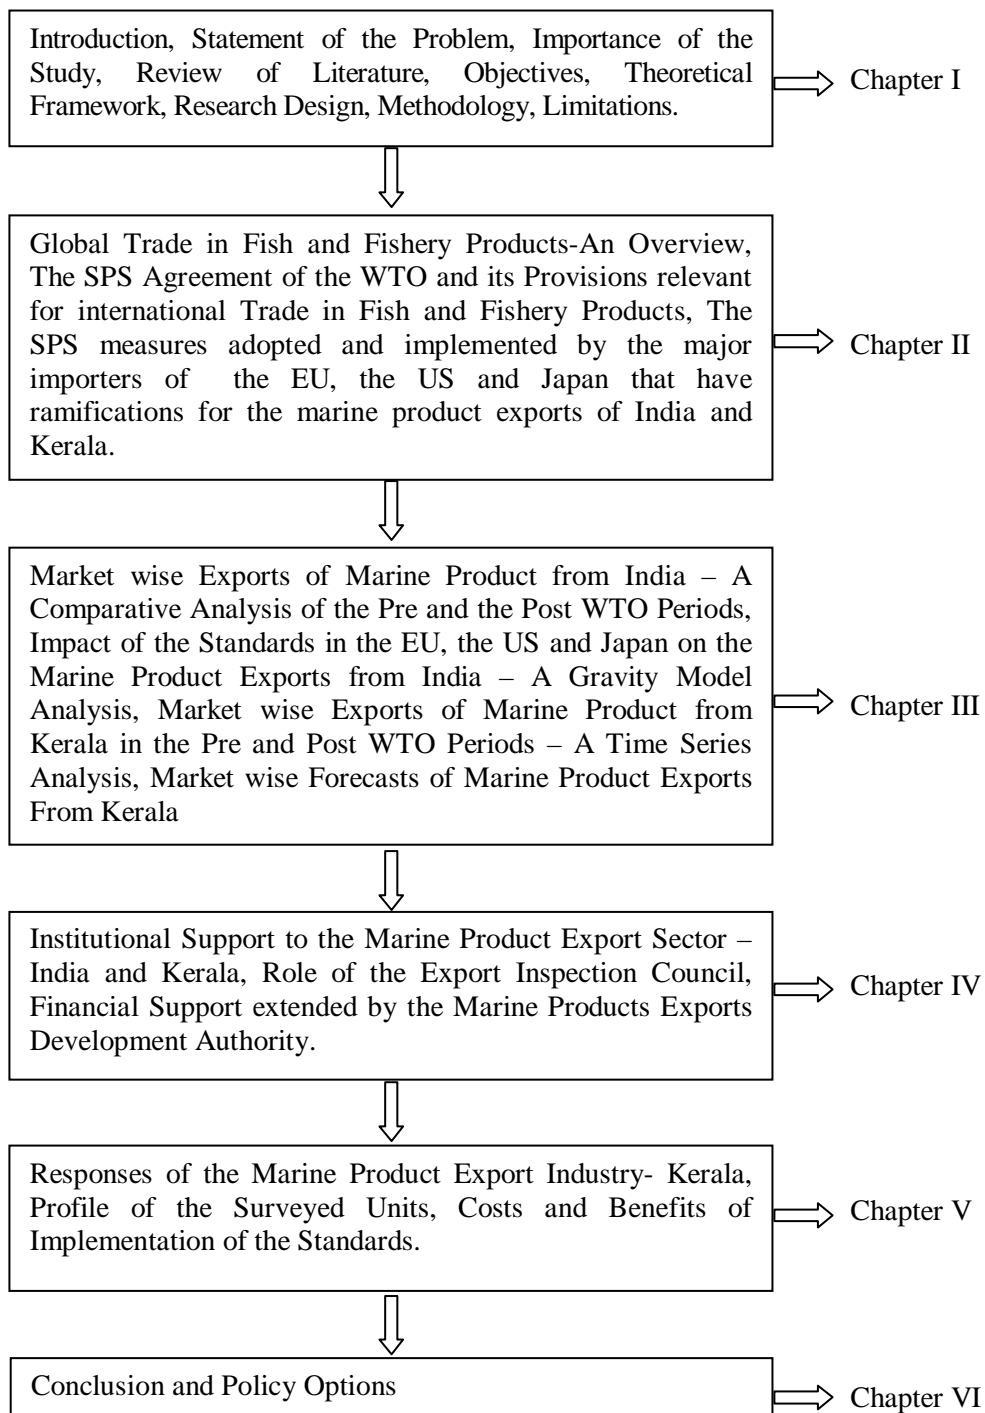 Introduction, Statement of the Problem, Importance of the
Study, Review of Literature, Objectives, Theoretical
Framework, Research Design, Methodology, Limitations.
Chapter I
Global Trade in Fish and Fishery Products-An Overview,
The SPS Agreement of the WTO and its Provisions relevant
for international Trade in Fish and Fishery Products, The
SPS measures adopted and implemented by the major
importers of the EU, the US and Japan that have
ramifications for the marine product exports of India and
Kerala.
Chapter II
Market wise Exports of Marine Product from India – A
Comparative Analysis of the Pre and the Post WTO Periods,
Impact of the Standards in the EU, the US and Japan on the
Marine Product Exports from India – A Gravity Model
Analysis, Market wise Exports of Marine Product from
Kerala in the Pre and Post WTO Periods – A Time Series
Analysis, Market wise Forecasts of Marine Product Exports
From Kerala
Chapter III
Institutional Support to the Marine Product Export Sector –
India and Kerala, Role of the Export Inspection Council,
Financial Support extended by the Marine Products Exports
Development Authority.
Chapter IV
Responses of the Marine Product Export Industry- Kerala,
Profile of the Surveyed Units, Costs and Benefits of
Implementation of the Standards.
Chapter V
Conclusion and Policy Options
Chapter VI